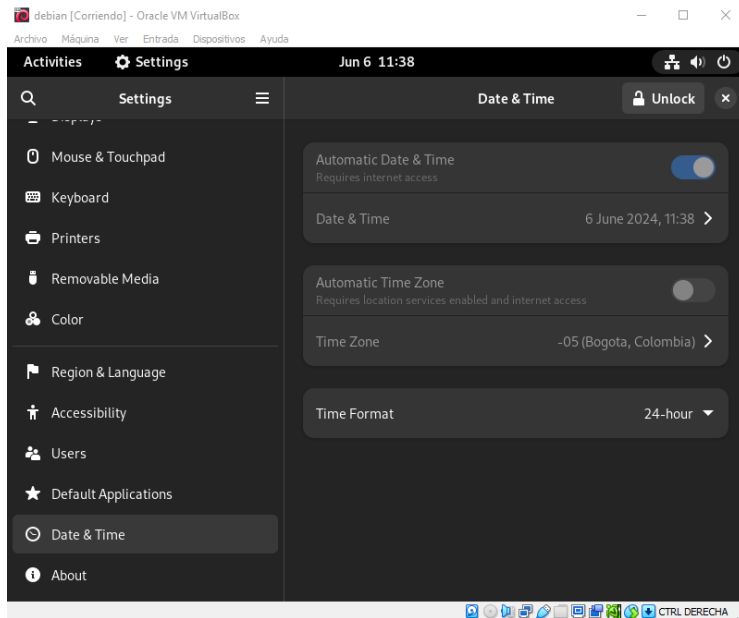 debian [Corriendo] - Oracle VM VirtualBox
Archivo Máquina Ver Entrada Dispositivos Ayuda
Activities Settings Jun 6 11:38
Settings Date & Time Unlock
Displays
Mouse & Touchpad
Keyboard
Printers
Removable Media
Color
Region & Language
Accessibility
Users
Default Applications
Date & Time
About
Automatic Date & Time
Requires internet access
Date & Time 6 June 2024, 11:38
Automatic Time Zone
Requires location services enabled and internet access
Time Zone -05 (Bogota, Colombia)
Time Format 24-hour
CTRL DERECHA